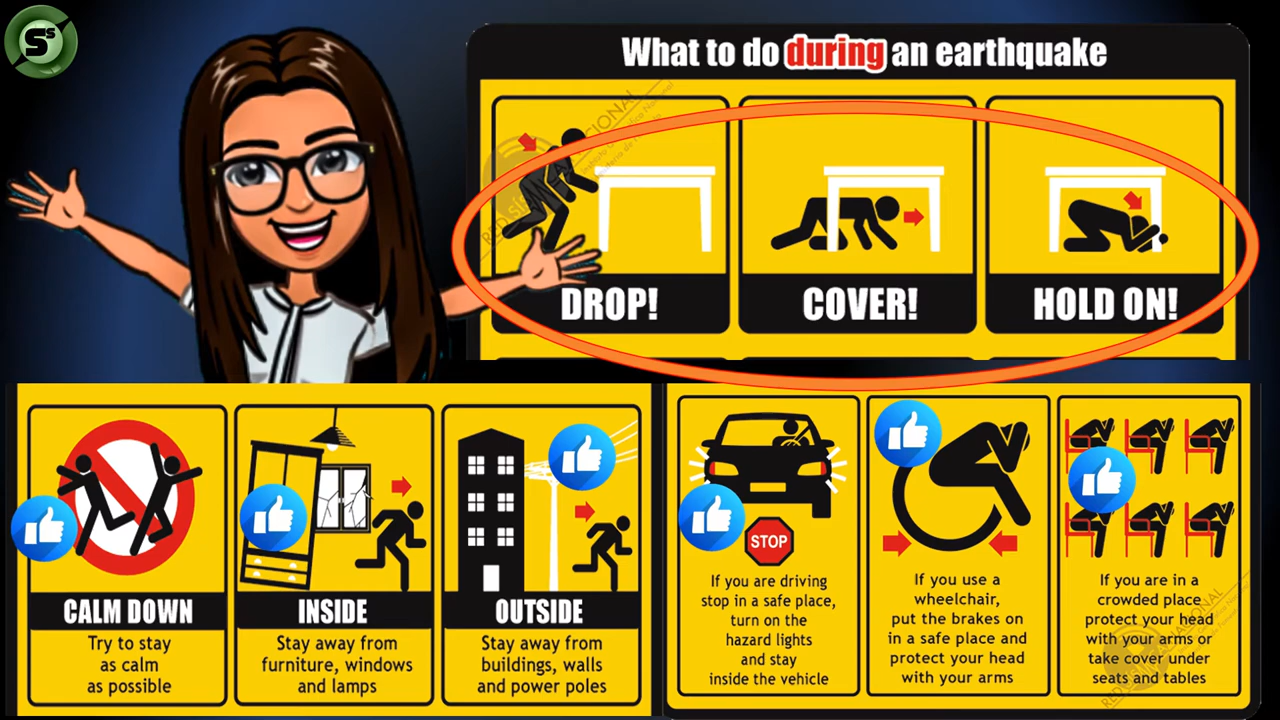 Ss
What to do during an earthquake
DROP!
COVER!
HOLD ON!
CALM DOWN
Try to stay
as calm
as possible
INSIDE
Stay away from
furniture, windows
and lamps
OUTSIDE
Stay away from
buildings, walls
and power poles
STOP
If you are driving
stop in a safe place,
turn on the
hazard lights
and stay
inside the vehicle
If you use a
wheelchair,
put the brakes on
in a safe place and
protect your head
with your arms
If you are in a
crowded place
protect your head
with your arms or
take cover under
seats and tables